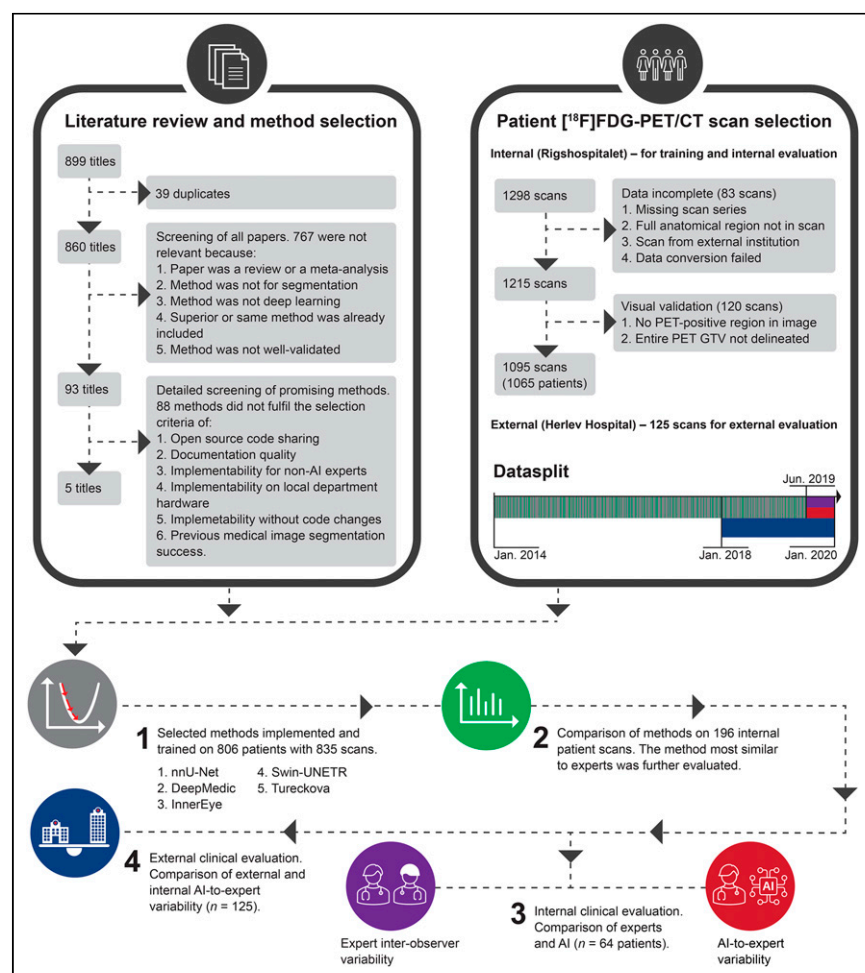 Literature review and method selection
899 titles
39 duplicates
860 titles
Screening of all papers. 767 were not
relevant because:
1. Paper was a review or a meta-analysis
2. Method was not for segmentation
3. Method was not deep learning
4. Superior or same method was already
included
5. Method was not well-validated
93 titles
Detailed screening of promising methods.
88 methods did not fulfil the selection
criteria of:
1. Open source code sharing
2. Documentation quality
3. Implementability for non-AI experts
4. Implementability on local department
hardware
5. Implemetability without code changes
6. Previous medical image segmentation
success.
5 titles
Patient [¹⁸F]FDG-PET/CT scan selection
Internal (Rigshospitalet) – for training and internal evaluation
1298 scans
Data incomplete (83 scans)
1. Missing scan series
2. Full anatomical region not in scan
3. Scan from external institution
4. Data conversion failed
1215 scans
Visual validation (120 scans)
1. No PET-positive region in image
2. Entire PET GTV not delineated
1095 scans
(1065 patients)
External (Herlev Hospital) – 125 scans for external evaluation
Datasplit
Jun. 2019
Jan. 2014
Jan. 2018
Jan. 2020
1 Selected methods implemented and
trained on 806 patients with 835 scans.
1. nnU-Net
2. DeepMedic
3. InnerEye
4. Swin-UNETR
5. Tureckova
2 Comparison of methods on 196 internal
patient scans. The method most similar
to experts was further evaluated.
4 External clinical evaluation.
Comparison of external and
internal AI-to-expert
variability (n = 125).
Expert inter-observer
variability
3 Internal clinical evaluation.
Comparison of experts
and AI (n = 64 patients).
AI
AI-to-expert
variability